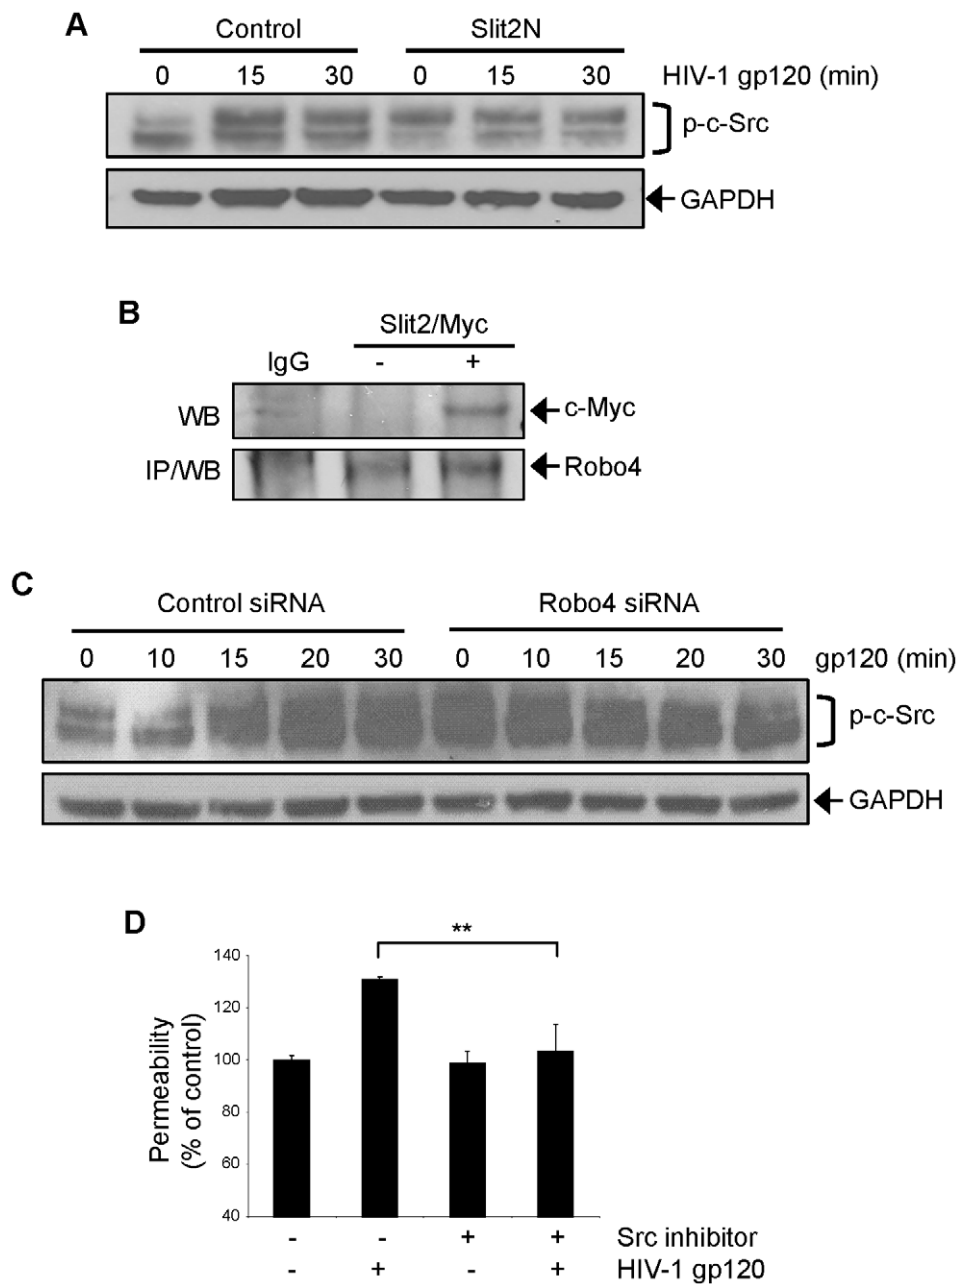 A
Control Slit2N
0 15 30 0 15 30 HIV-1 gp120 (min)
p-c-Src
GAPDH
B
Slit2/Myc
IgG - +
WB c-Myc
IP/WB Robo4
C
Control siRNA Robo4 siRNA
0 10 15 20 30 0 10 15 20 30 gp120 (min)
p-c-Src
GAPDH
D
**
140
120
100
80
60
40
Permeability
(% of control)
- - + + Src inhibitor
- + - + HIV-1 gp120